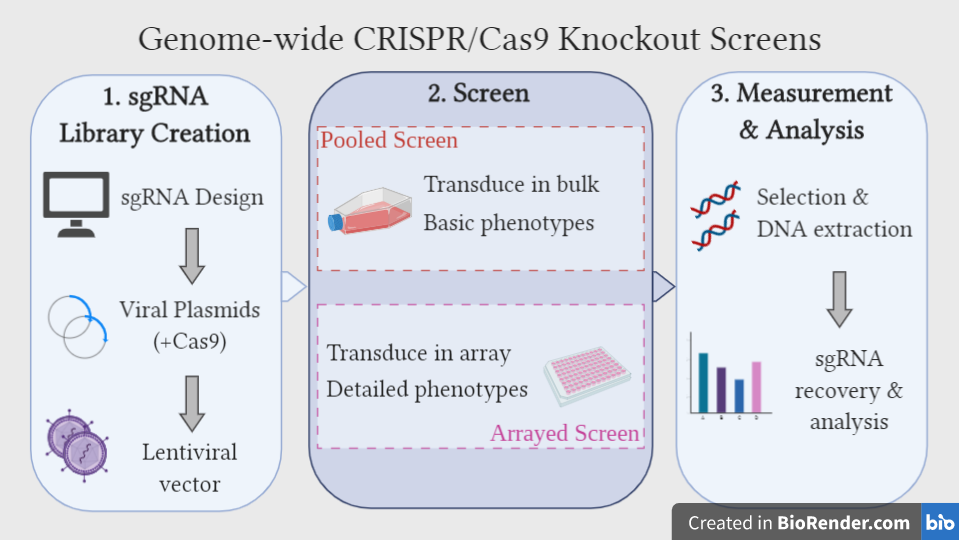 Genome-wide CRISPR/Cas9 Knockout Screens
1. sgRNA
Library Creation
sgRNA Design
Viral Plasmids
(+Cas9)
Lentiviral
vector
2. Screen
Pooled Screen
Transduce in bulk
Basic phenotypes
Transduce in array
Detailed phenotypes
Arrayed Screen
3. Measurement
& Analysis
Selection &
DNA extraction
sgRNA
recovery &
analysis
Created in BioRender.com bio